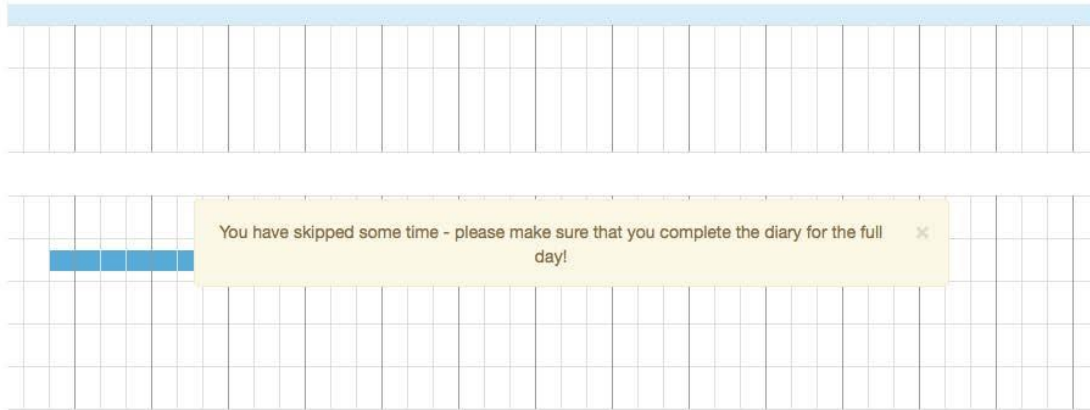 You have skipped some time - please make sure that you complete the diary for the full
day!